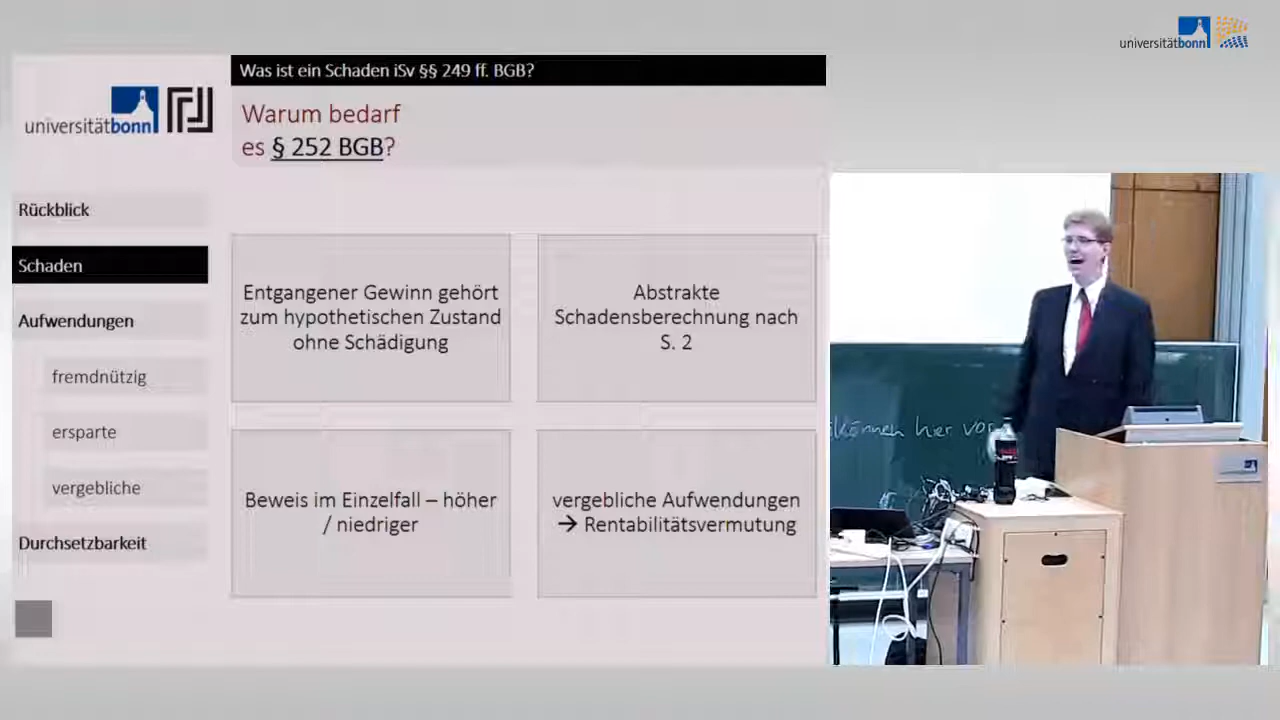 universitätbonn
Was ist ein Schaden iSv §§ 249 ff. BGB?
universitätbonn
Warum bedarf
es § 252 BGB?
Rückblick
Schaden
Aufwendungen
fremdnützig
ersparte
vergebliche
Durchsetzbarkeit
Entgangener Gewinn gehört
zum hypothetischen Zustand
ohne Schädigung
Abstrakte
Schadensberechnung nach
S. 2
Beweis im Einzelfall – höher
/ niedriger
vergebliche Aufwendungen
→ Rentabilitätsvermutung
können hier vor